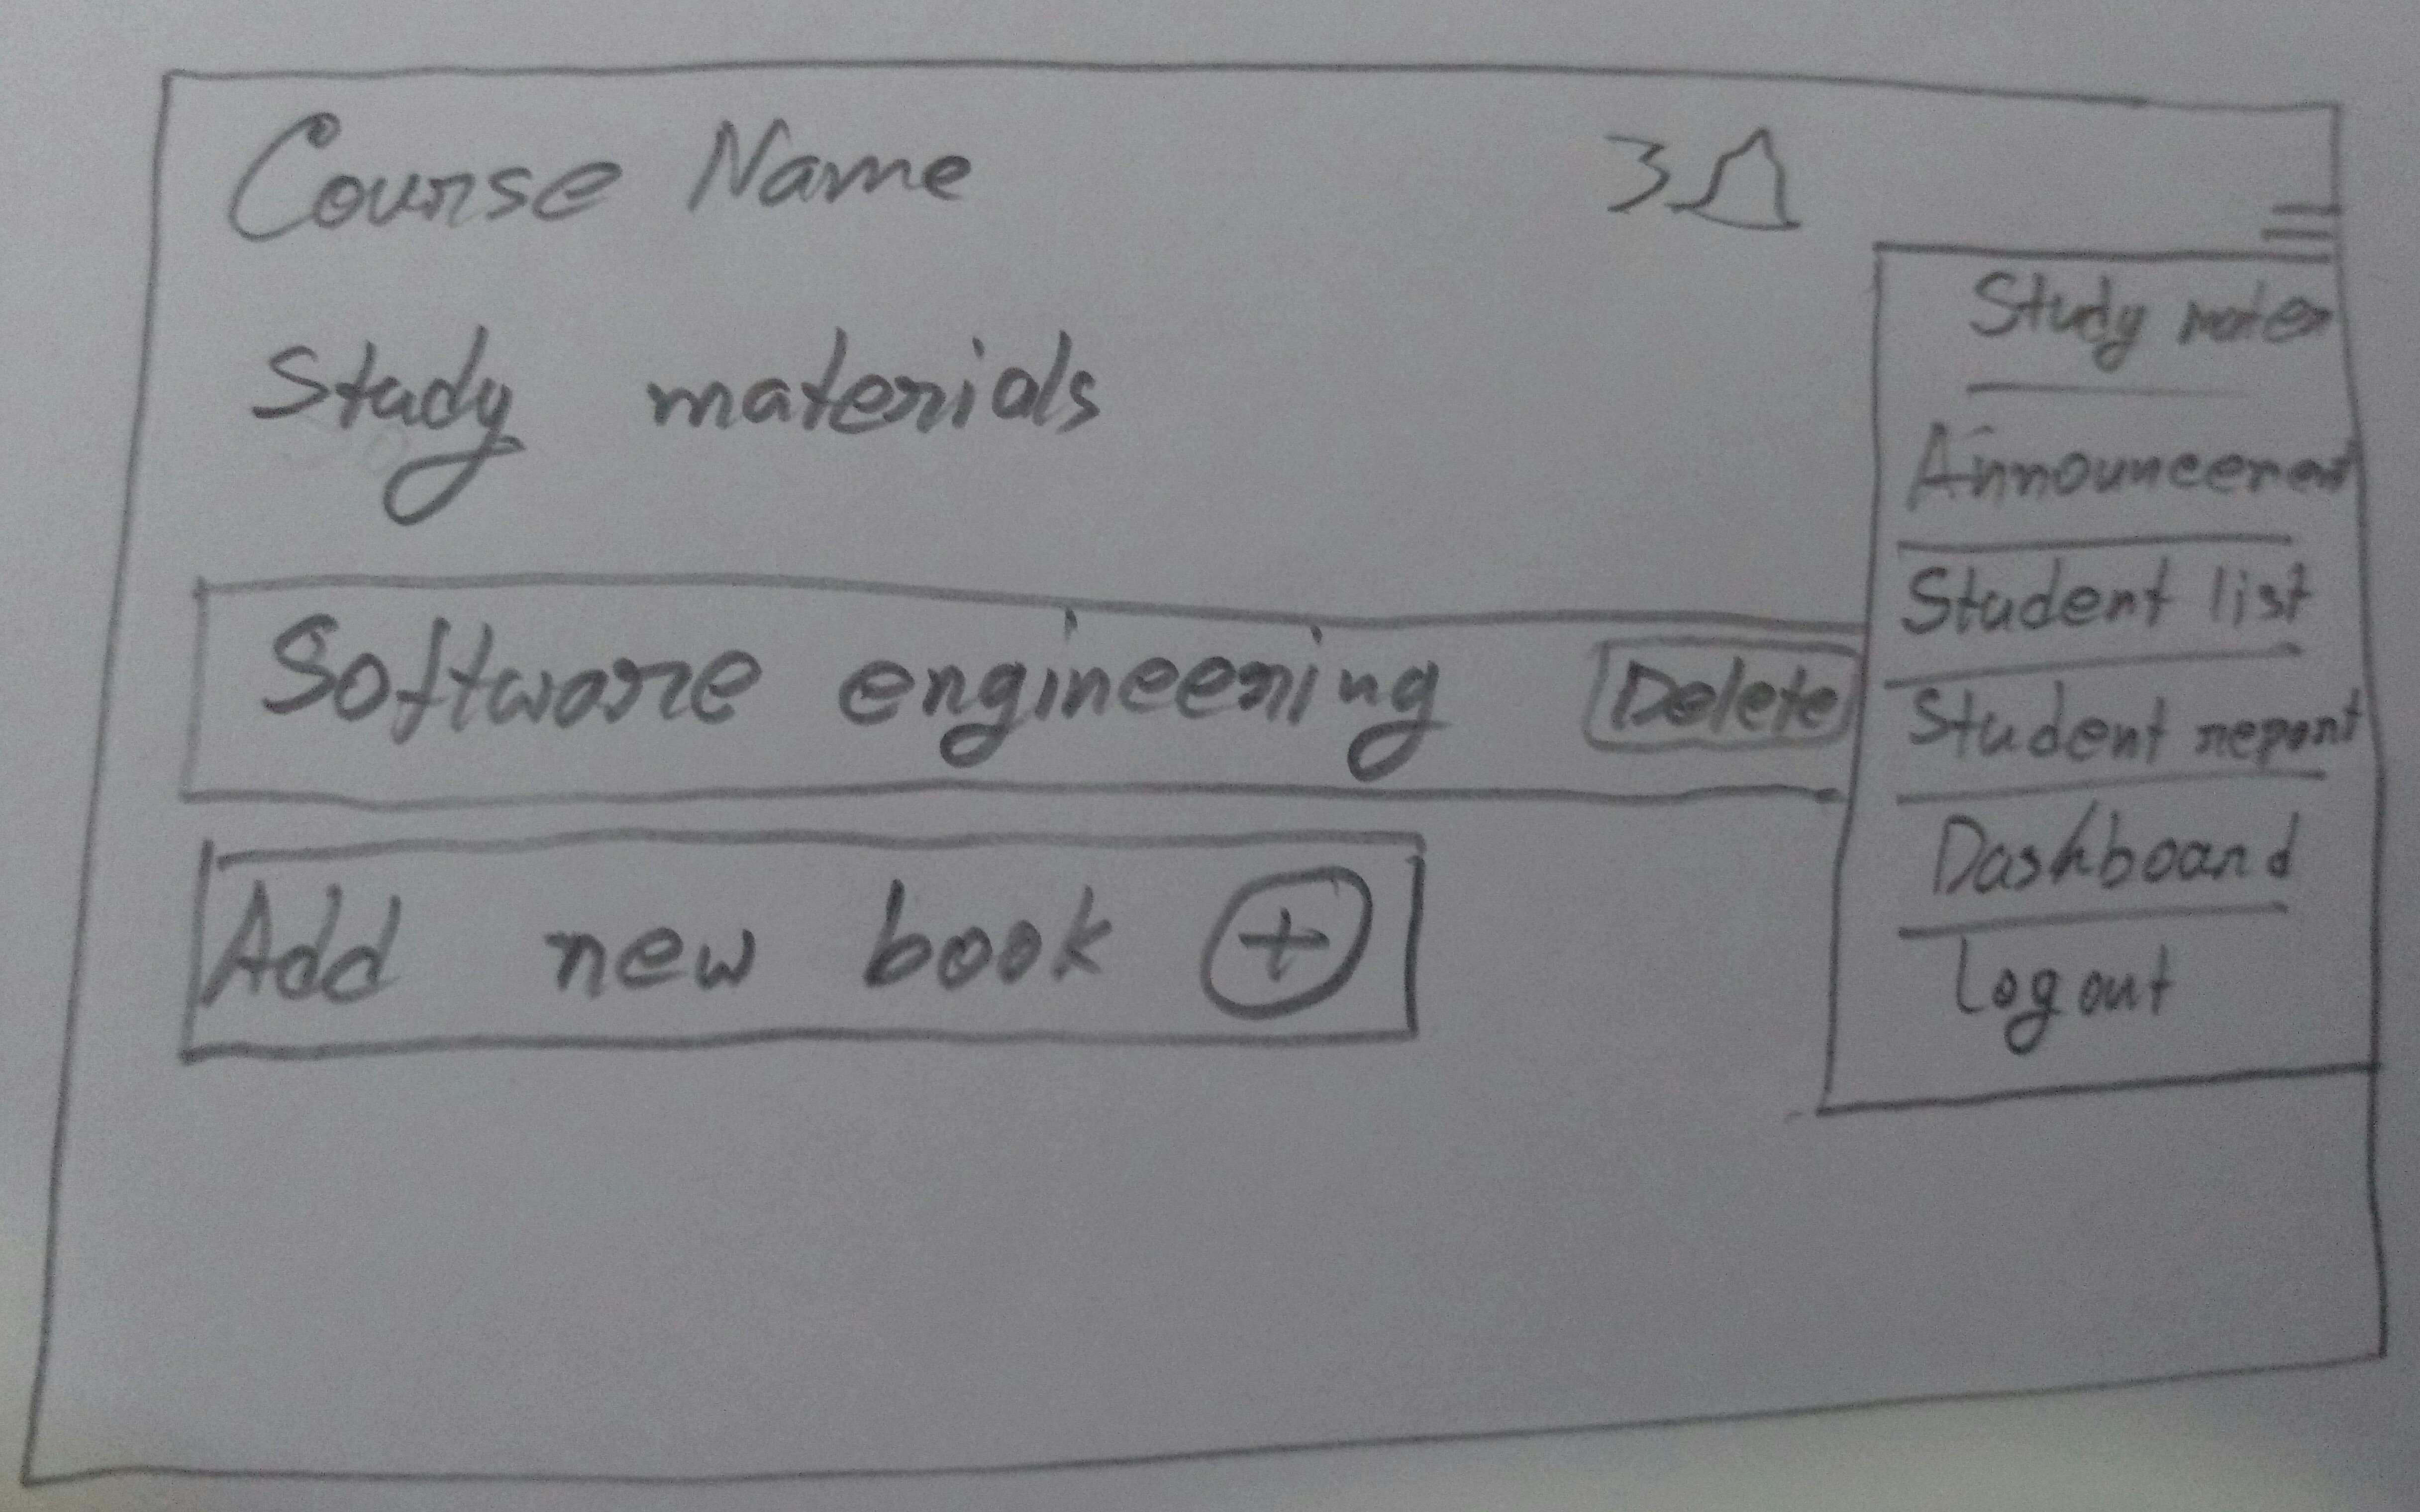 Course Name
3
Study materials
Study mater
Announcement
Software engineering
Delete
Student list
Student report
Add new book +
Dashboard
Log out